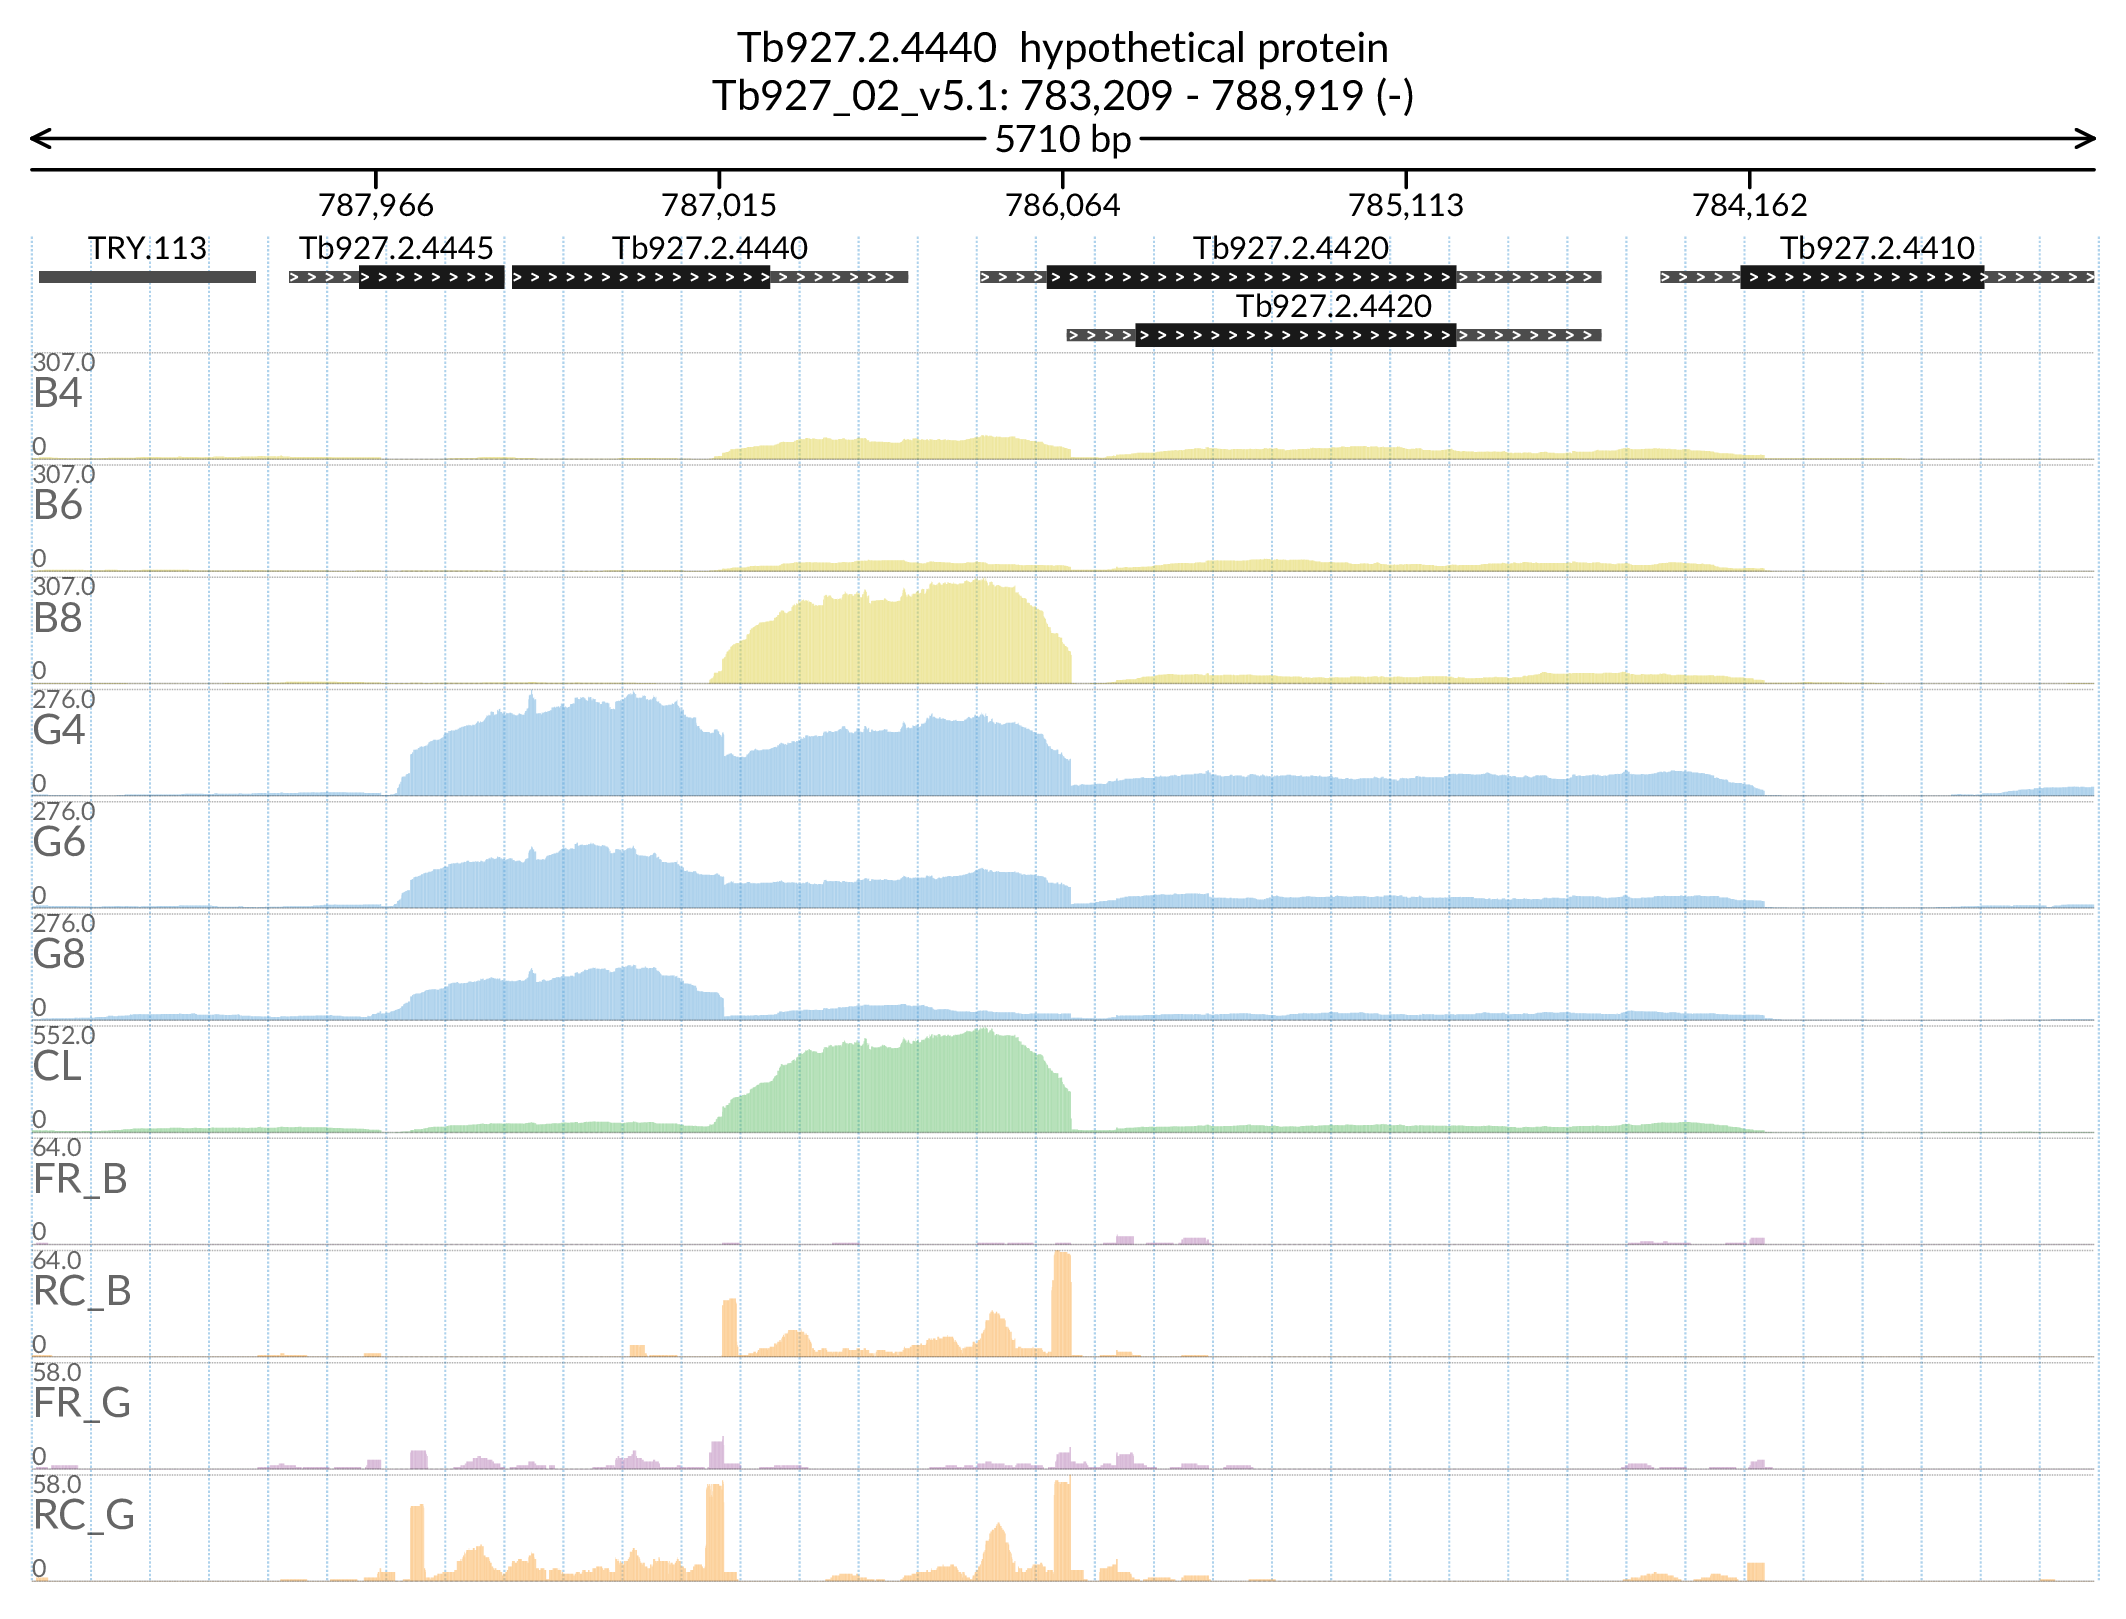 Tb927.2.4440 hypothetical protein
Tb927_02_v5.1: 783,209 - 788,919 (-)
5710 bp
787,966 787,015 786,064 785,113 784,162
TRY.113 Tb927.2.4445 Tb927.2.4440 Tb927.2.4420 Tb927.2.4410
Tb927.2.4420
307.0
B4
0
307.0
B6
0
307.0
B8
0
276.0
G4
0
276.0
G6
0
276.0
G8
0
552.0
CL
0
64.0
FR_B
0
64.0
RC_B
0
58.0
FR_G
0
58.0
RC_G
0